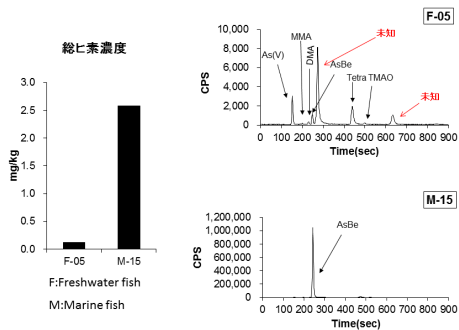 総ヒ素濃度
3.0
2.5
2.0
1.5
1.0
0.5
0.0
mg/kg
F-05
M-15
F:Freshwater fish
M:Marine fish
F-05
10,000
8,000
6,000
4,000
2,000
0
CPS
As(V)
MMA
DMA
AsBe
未知
Tetra
TMAO
未知
0 100 200 300 400 500 600 700 800 900
Time(sec)
M-15
1,200,000
1,000,000
800,000
600,000
400,000
200,000
0
CPS
AsBe
0 100 200 300 400 500 600 700 800 900
Time(sec)